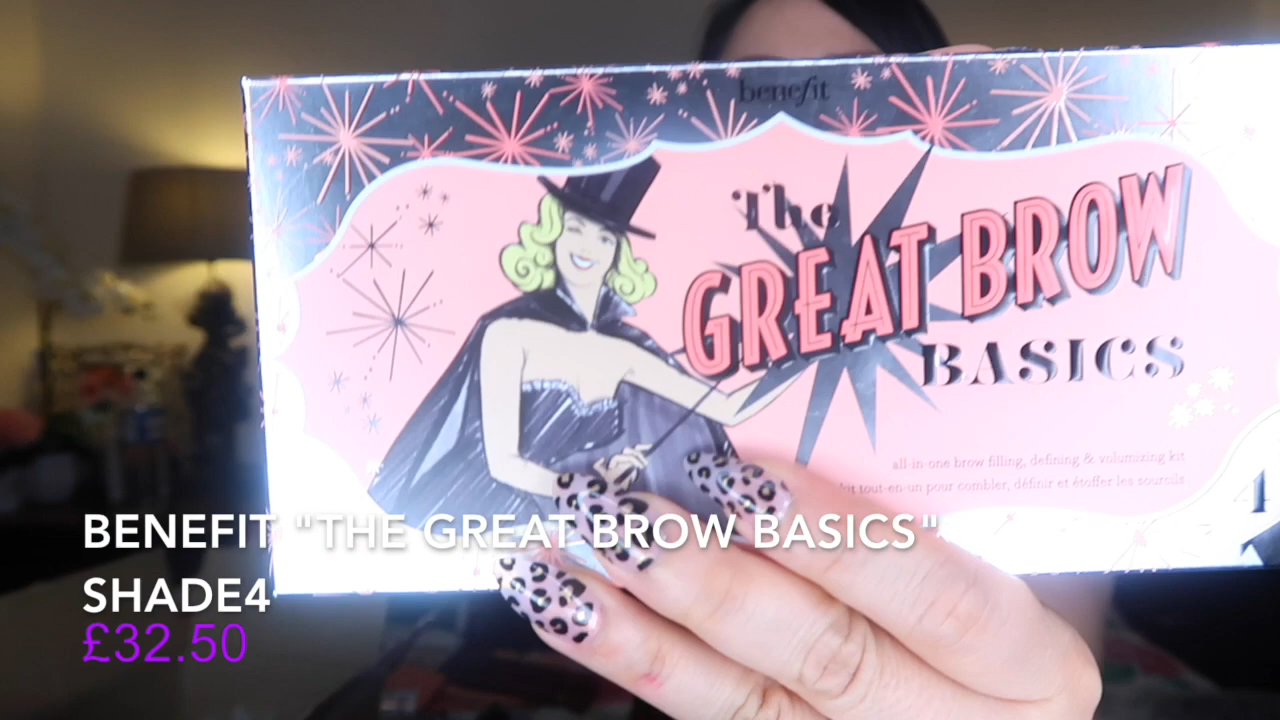 benefit
The
GREAT BROW
BASICS
all-in-one brow filling, defining & volumizing kit
kit tout-en-un pour combler, définir et étoffer les sourcils
4
BENEFIT "THE GREAT BROW BASICS"
SHADE4
£32.50